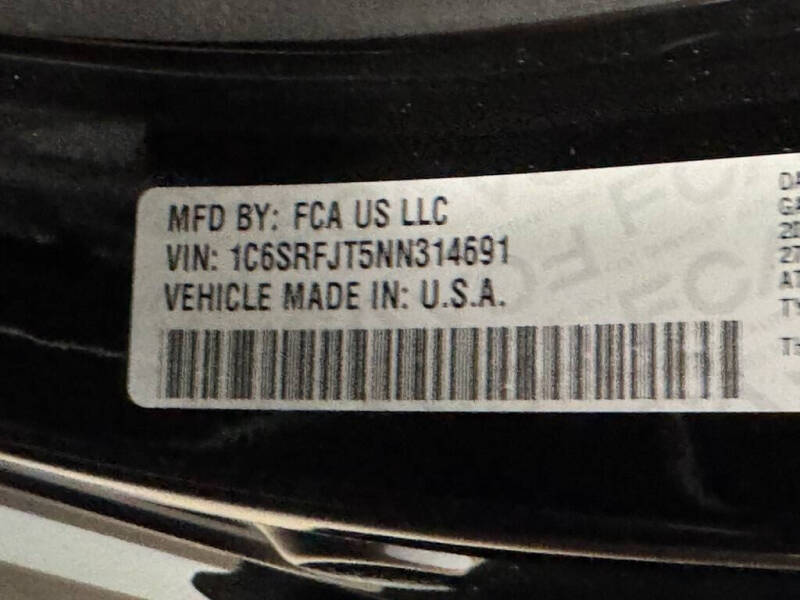 MFD BY: FCA US LLC
VIN: 1C6SRFJT5NN314691
VEHICLE MADE IN: U.S.A.